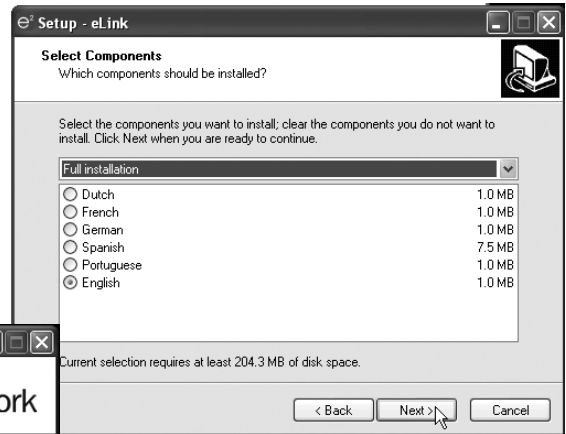 e² Setup - eLink
Select Components
Which components should be installed?
Select the components you want to install; clear the components you do not want to
install. Click Next when you are ready to continue.
Full installation
Dutch 1.0 MB
French 1.0 MB
German 1.0 MB
Spanish 7.5 MB
Portuguese 1.0 MB
English 1.0 MB
Current selection requires at least 204.3 MB of disk space.
ork
< Back Next > Cancel